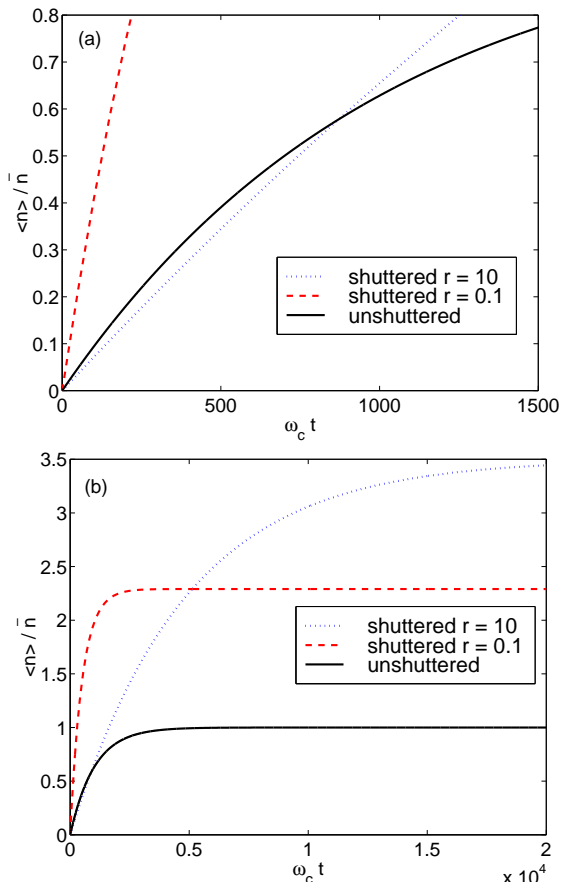 (a)
0.8
0.7
0.6
0.5
0.4
0.3
0.2
0.1
0
<n> / n̄
shuttered r = 10
shuttered r = 0.1
unshuttered
0 500 1000 1500
ω_c t
(b)
3.5
3
2.5
2
1.5
1
0.5
0
<n> / n̄
shuttered r = 10
shuttered r = 0.1
unshuttered
0 0.5 1 1.5 2
ω_c t
x 10^4